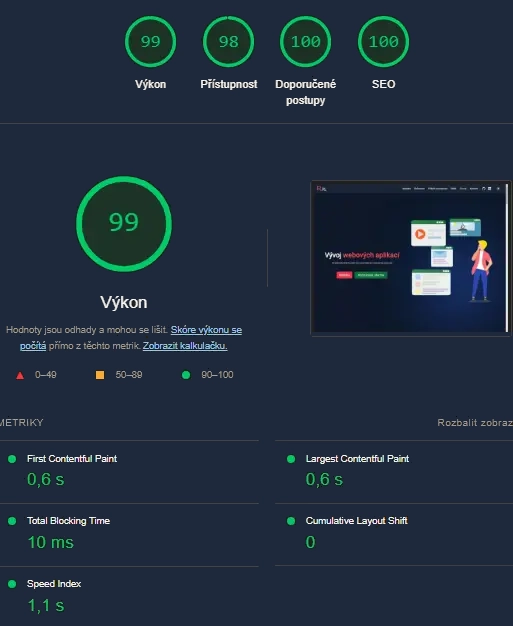 99
98
100
100
Výkon
Přístupnost
Doporučené
postupy
SEO
99
Výkon
Hodnoty jsou odhady a mohou se lišit. Skóre výkonu se
počítá přímo z těchto metrik. Zobrazit kalkulačku.
0–49
50–89
90–100
Vývoj webových aplikací
METRIKY
Rozbalit zobraz
First Contentful Paint
0,6 s
Largest Contentful Paint
0,6 s
Total Blocking Time
10 ms
Cumulative Layout Shift
0
Speed Index
1,1 s